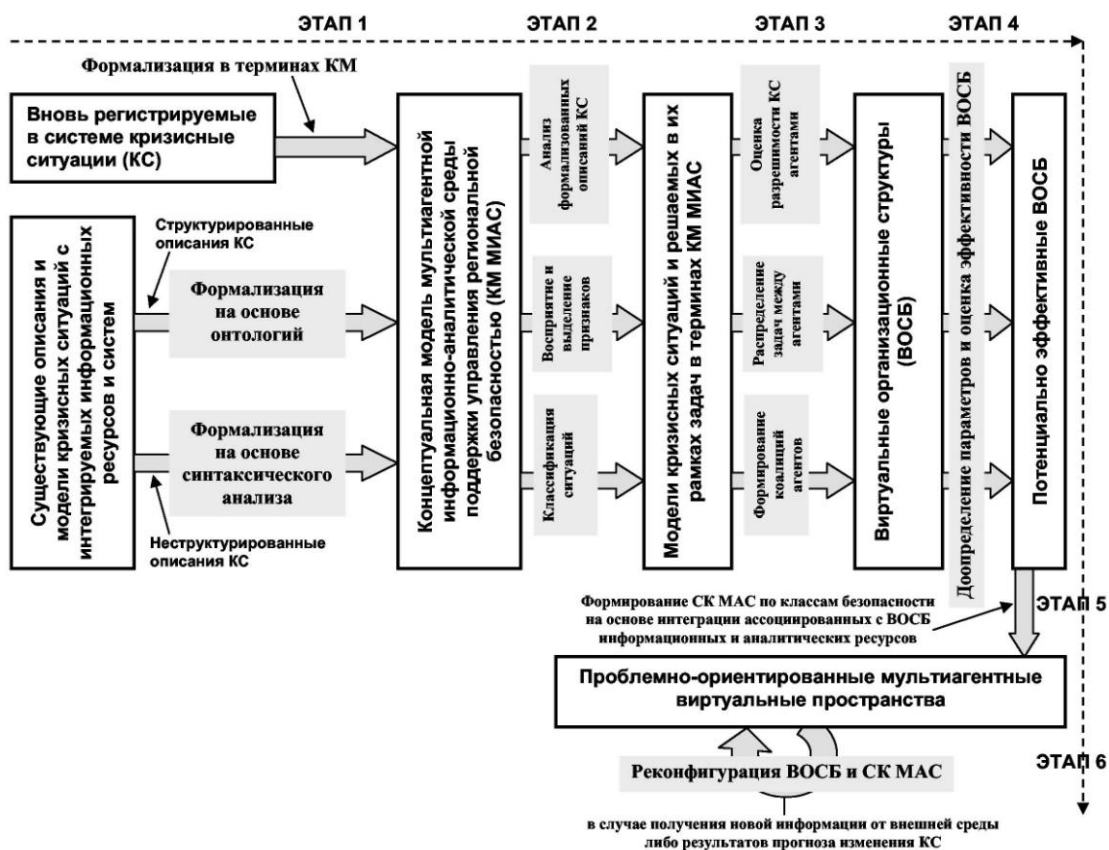 ЭТАП 1
ЭТАП 2
ЭТАП 3
ЭТАП 4
Формализация в терминах КМ
Вновь регистрируемые
в системе кризисные
ситуации (КС)
Существующие описания и
модели кризисных ситуаций с
интегрируемых информационных
ресурсов и систем
Структурированные
описания КС
Формализация
на основе
онтологий
Формализация
на основе
синтаксического
анализа
Неструктурированные
описания КС
Концептуальная модель мультиагентной
информационно-аналитической среды
поддержки управления региональной
безопасностью (КМ МИАС)
Анализ
формализованных
описаний КС
Восприятие и
выделение
признаков
Классификация
ситуаций
Модели кризисных ситуаций и решаемых в их
рамках задач в терминах КМ МИАС
Оценка
разрешимости КС
агентами
Распределение
задач между
агентами
Формирование
коалиций
агентов
Виртуальные организационные структуры
(ВОСБ)
Доопределение параметров и оценка эффективности ВОСБ
Потенциально эффективные ВОСБ
Формирование СК МАС по классам безопасности
на основе интеграции ассоциированных с ВОСБ
информационных и аналитических ресурсов
ЭТАП 5
Проблемно-ориентированные мультиагентные
виртуальные пространства
Реконфигурация ВОСБ и СК МАС
ЭТАП 6
в случае получения новой информации от внешней среды
либо результатов прогноза изменения КС